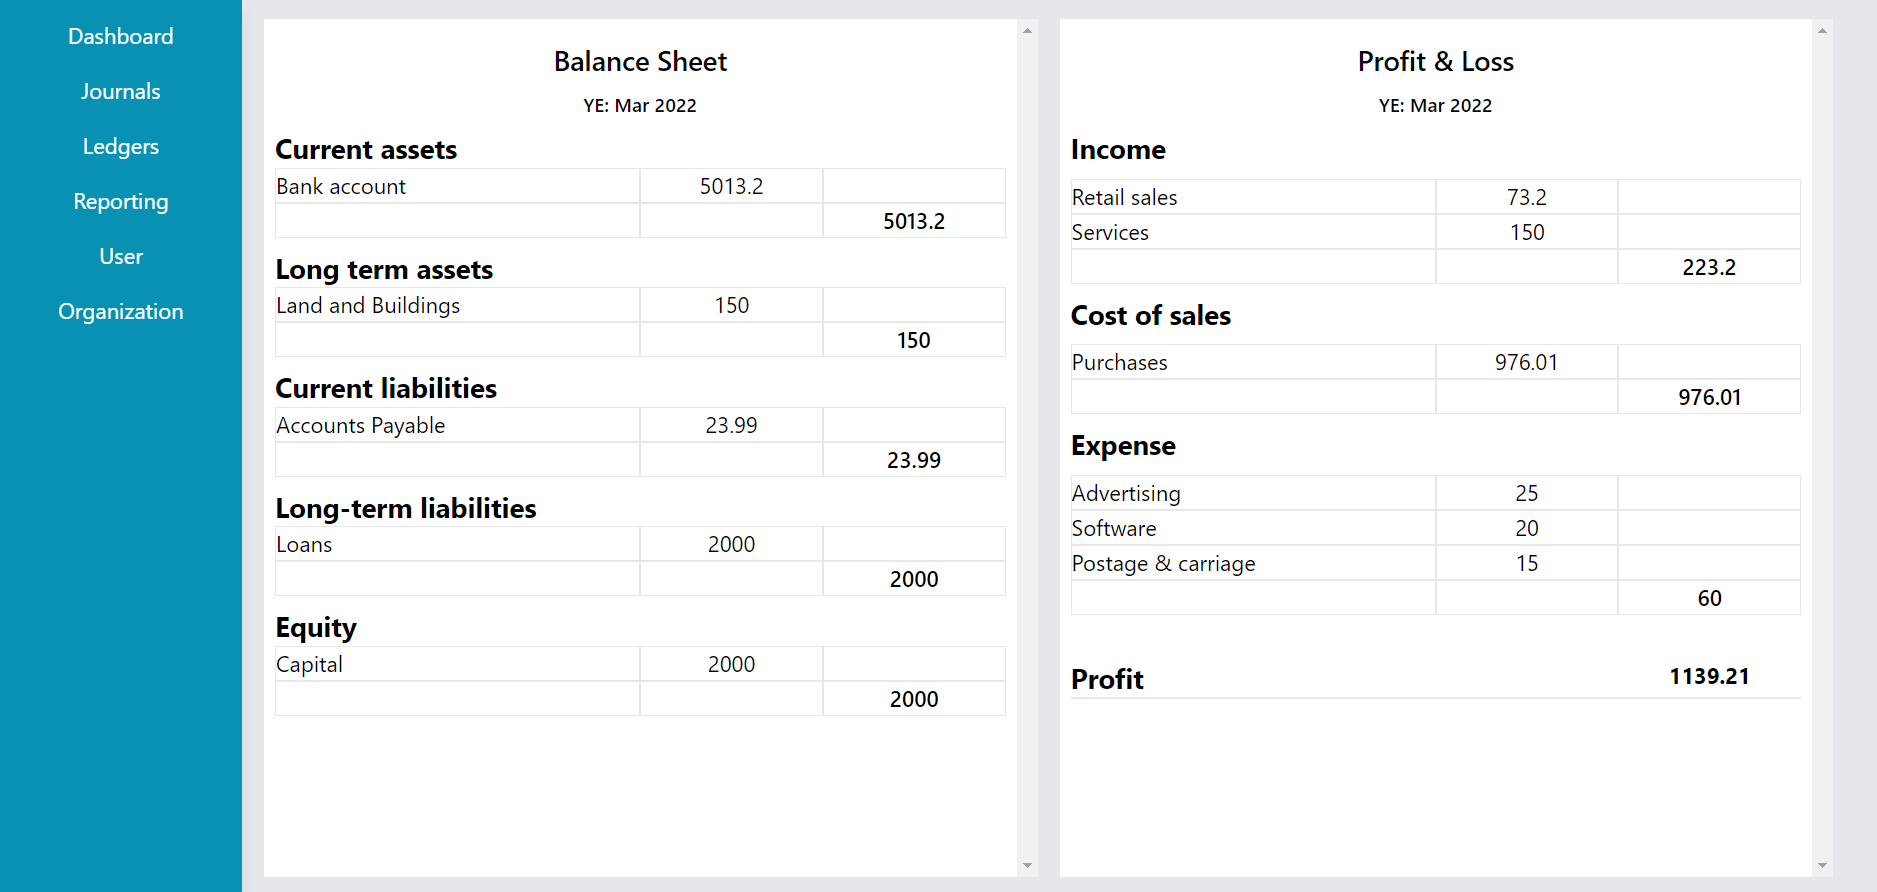 Dashboard
Journals
Ledgers
Reporting
User
Organization
Balance Sheet
YE: Mar 2022
Current assets
Bank account 5013.2
5013.2
Long term assets
Land and Buildings 150
150
Current liabilities
Accounts Payable 23.99
23.99
Long-term liabilities
Loans 2000
2000
Equity
Capital 2000
2000
Profit & Loss
YE: Mar 2022
Income
Retail sales 73.2
Services 150
223.2
Cost of sales
Purchases 976.01
976.01
Expense
Advertising 25
Software 20
Postage & carriage 15
60
Profit 1139.21